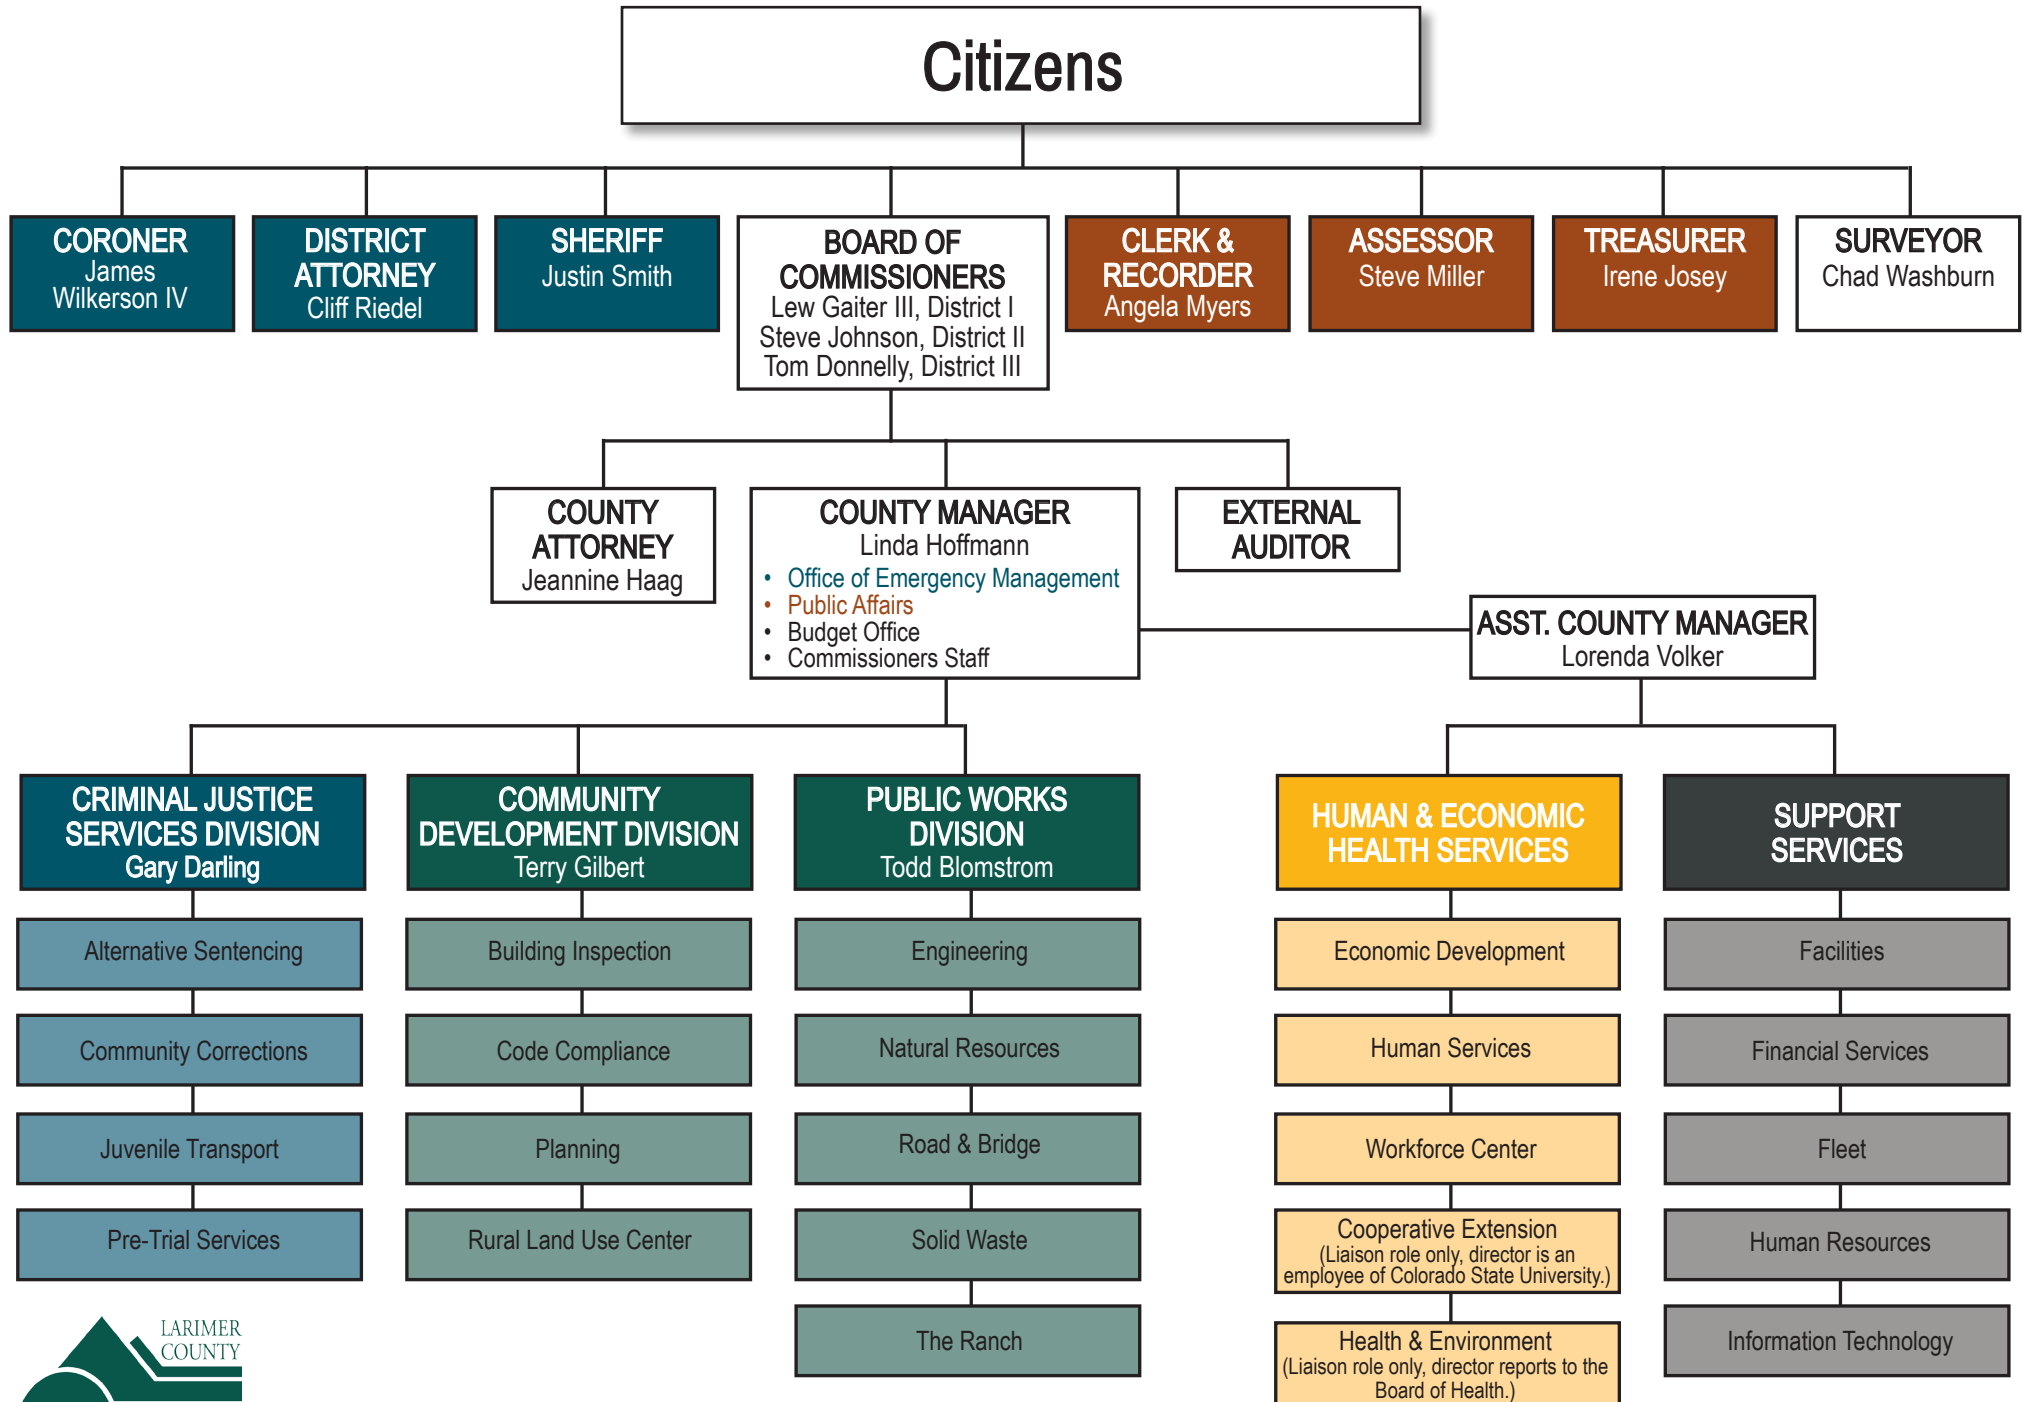 Citizens
CORONER
James
Wilkerson IV
DISTRICT
ATTORNEY
Cliff Riedel
SHERIFF
Justin Smith
BOARD OF
COMMISSIONERS
Lew Gaiter III, District I
Steve Johnson, District II
Tom Donnelly, District III
CLERK &
RECORDER
Angela Myers
ASSESSOR
Steve Miller
TREASURER
Irene Josey
SURVEYOR
Chad Washburn
COUNTY
ATTORNEY
Jeannine Haag
COUNTY MANAGER
Linda Hoffmann
• Office of Emergency Management
• Public Affairs
• Budget Office
• Commissioners Staff
EXTERNAL
AUDITOR
ASST. COUNTY MANAGER
Lorenda Volker
CRIMINAL JUSTICE
SERVICES DIVISION
Gary Darling
Alternative Sentencing
Community Corrections
Juvenile Transport
Pre-Trial Services
COMMUNITY
DEVELOPMENT DIVISION
Terry Gilbert
Building Inspection
Code Compliance
Planning
Rural Land Use Center
PUBLIC WORKS
DIVISION
Todd Blomstrom
Engineering
Natural Resources
Road & Bridge
Solid Waste
The Ranch
HUMAN & ECONOMIC
HEALTH SERVICES
Economic Development
Human Services
Workforce Center
Cooperative Extension
(Liaison role only, director is an
employee of Colorado State University.)
Health & Environment
(Liaison role only, director reports to the
Board of Health.)
SUPPORT
SERVICES
Facilities
Financial Services
Fleet
Human Resources
Information Technology
LARIMER
COUNTY